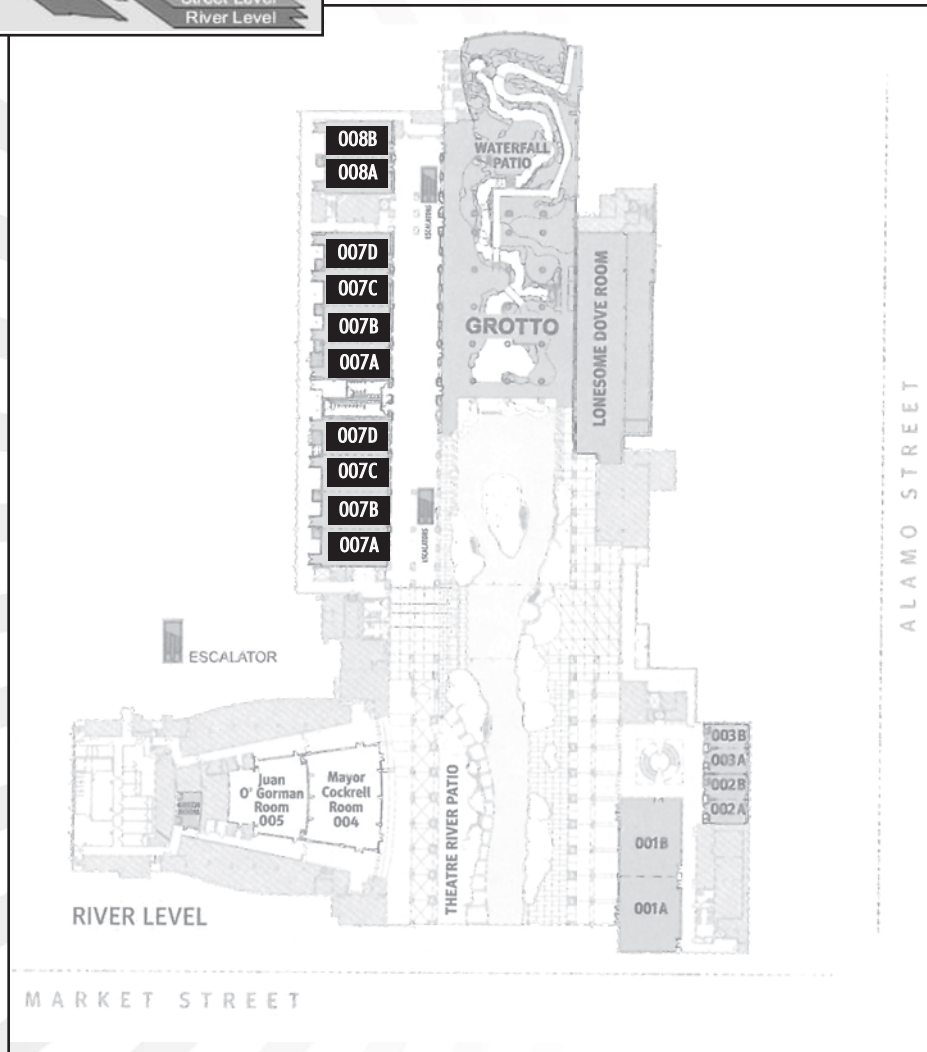 Street Level
River Level
008B
008A
ESCALATORS
WATERFALL
PATIO
007D
007C
007B
007A
GROTTO
LONESOME DOVE ROOM
007D
007C
007B
007A
ESCALATORS
ALAMO STREET
ESCALATOR
003B
003A
002B
002A
Juan
O' Gorman
Room
005
Mayor
Cockrell
Room
004
THEATRE RIVER PATIO
001B
001A
RIVER LEVEL
MARKET STREET